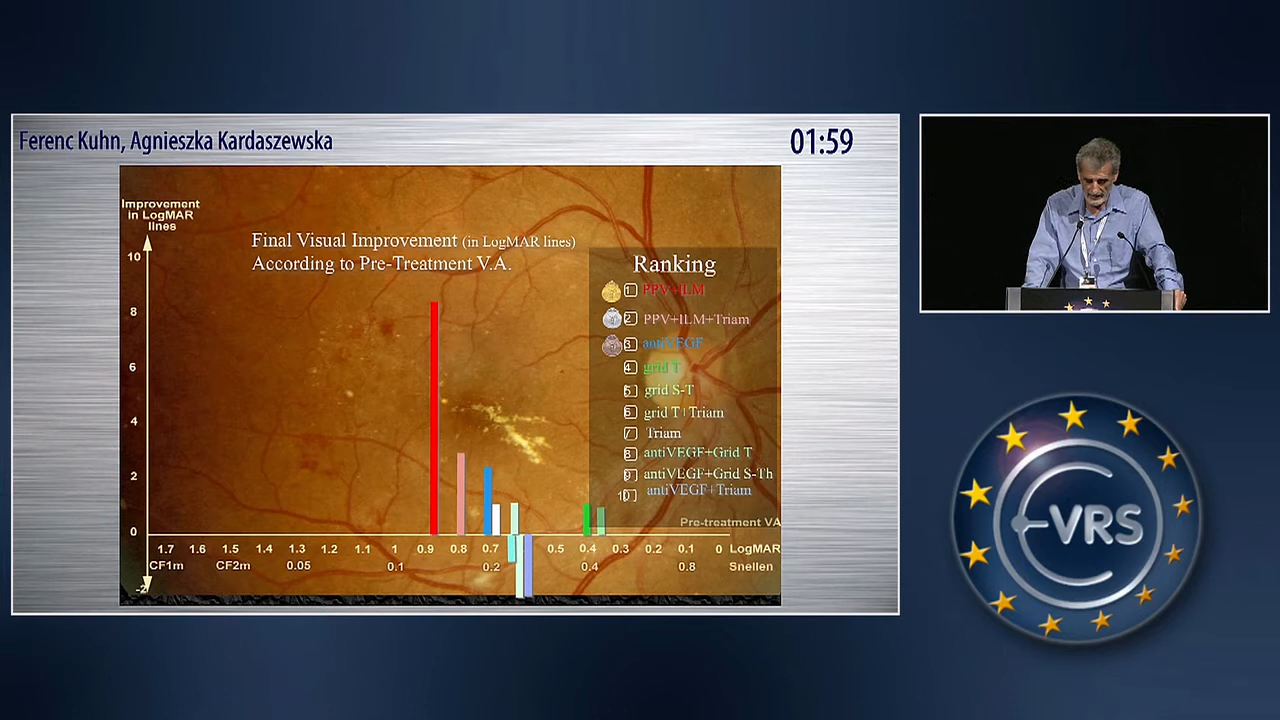 Ferenc Kuhn, Agnieszka Kardaszewska
01:59
Improvement
in LogMAR
lines
Final Visual Improvement (in LogMAR lines)
According to Pre-Treatment V.A.
10
8
6
4
2
0
-2
Ranking
1 PPV+ILM
2 PPV+ILM+Triam
3 antiVEGF
4 grid T
5 grid S-T
6 grid T+Triam
7 Triam
8 antiVEGF+Grid T
9 antiVEGF+Grid S-Th
10 antiVEGF+Triam
Pre-treatment VA
1.7 1.6 1.5 1.4 1.3 1.2 1.1 1 0.9 0.8 0.7 0.5 0.4 0.3 0.2 0.1 0 LogMAR
CF1m CF2m 0.05 0.1 0.2 0.4 0.8 Snellen
EVRS